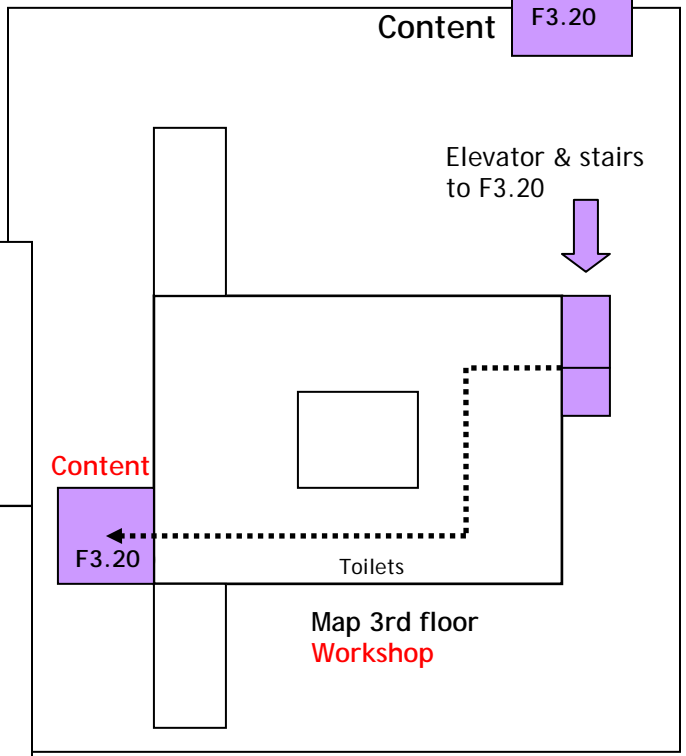 Content
F3.20
Elevator & stairs
to F3.20
Content
F3.20
Toilets
Map 3rd floor
Workshop